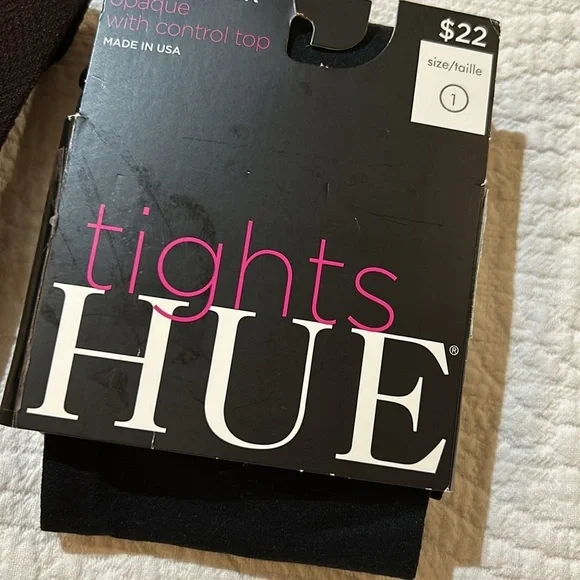 opaque
with control top
MADE IN USA
$22
size/taille
1
tights
HUE®